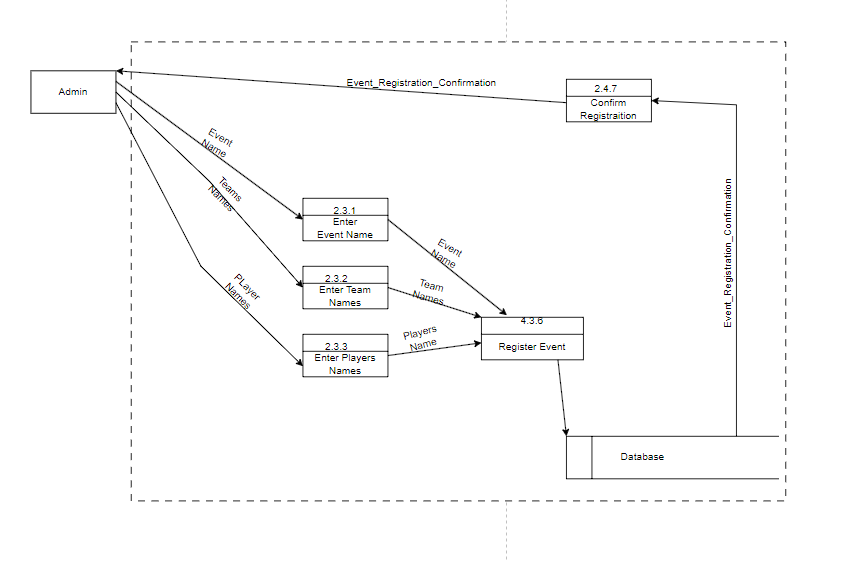 Event_Registration_Confirmation
Admin
2.4.7
Confirm
Registraition
Event
Name
Teams
Names
PLayer
Names
2.3.1
Enter
Event Name
2.3.2
Enter Team
Names
2.3.3
Enter Players
Names
Event
Name
Team
Names
Players
Name
4.3.6
Register Event
Event_Registration_Confirmation
Database